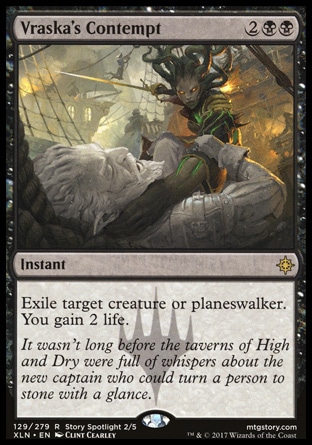 Vraska's Contempt 2
Instant
Exile target creature or planeswalker.
You gain 2 life.
It wasn't long before the taverns of High
and Dry were full of whispers about the
new captain who could turn a person to
stone with a glance.
129/279 R Story Spotlight 2/5 mtgstory.com
XLN • EN CLINT CEARLEY ™ & © 2017 Wizards of the Coast